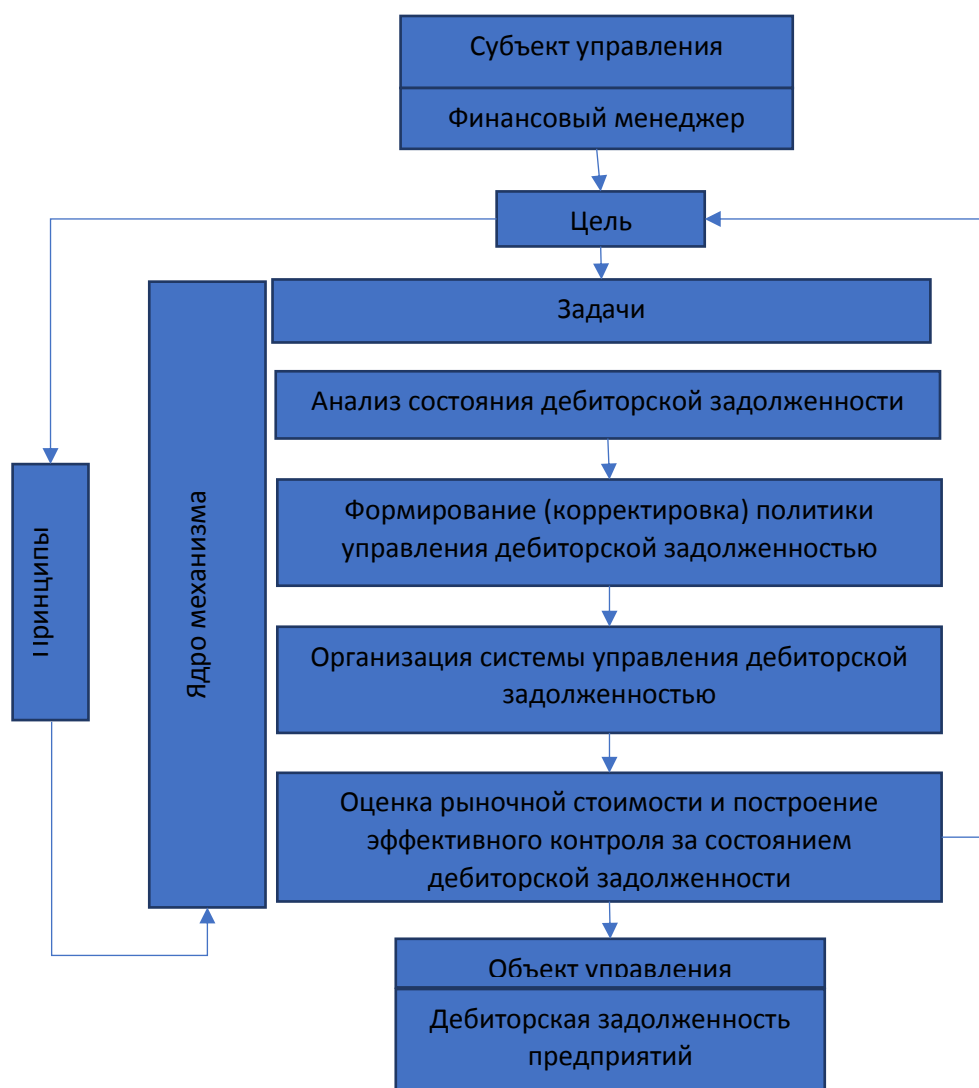 Субъект управления
Финансовый менеджер
Цель
Задачи
Анализ состояния дебиторской задолженности
Формирование (корректировка) политики
управления дебиторской задолженностью
Организация системы управления дебиторской
задолженностью
Оценка рыночной стоимости и построение
эффективного контроля за состоянием
дебиторской задолженности
Объект управления
Дебиторская задолженность
предприятий
Принципы
Ядро механизма